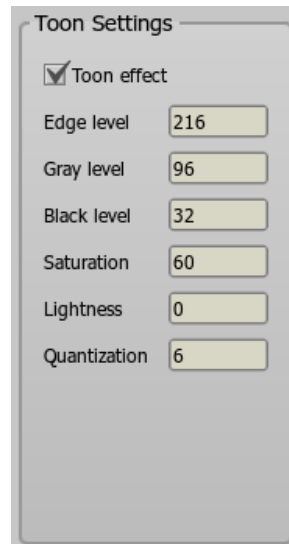 Toon Settings
Toon effect
Edge level 216
Gray level 96
Black level 32
Saturation 60
Lightness 0
Quantization 6